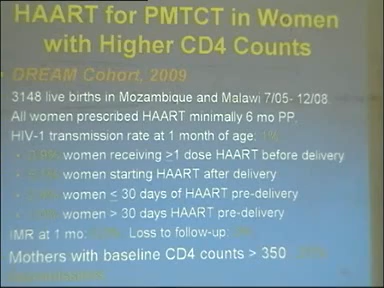 HAART for PMTCT in Women
with Higher CD4 Counts
• DREAM Cohort, 2009
3148 live births in Mozambique and Malawi 7/05- 12/08
All women prescribed HAART minimally 6 mo PP.
HIV-1 transmission rate at 1 month of age:
• women receiving ≥1 dose HAART before delivery
• women starting HAART after delivery
• women ≤ 30 days of HAART pre-delivery
• women > 30 days HAART pre-delivery
IMR at 1 mo: Loss to follow-up:
Mothers with baseline CD4 counts > 350